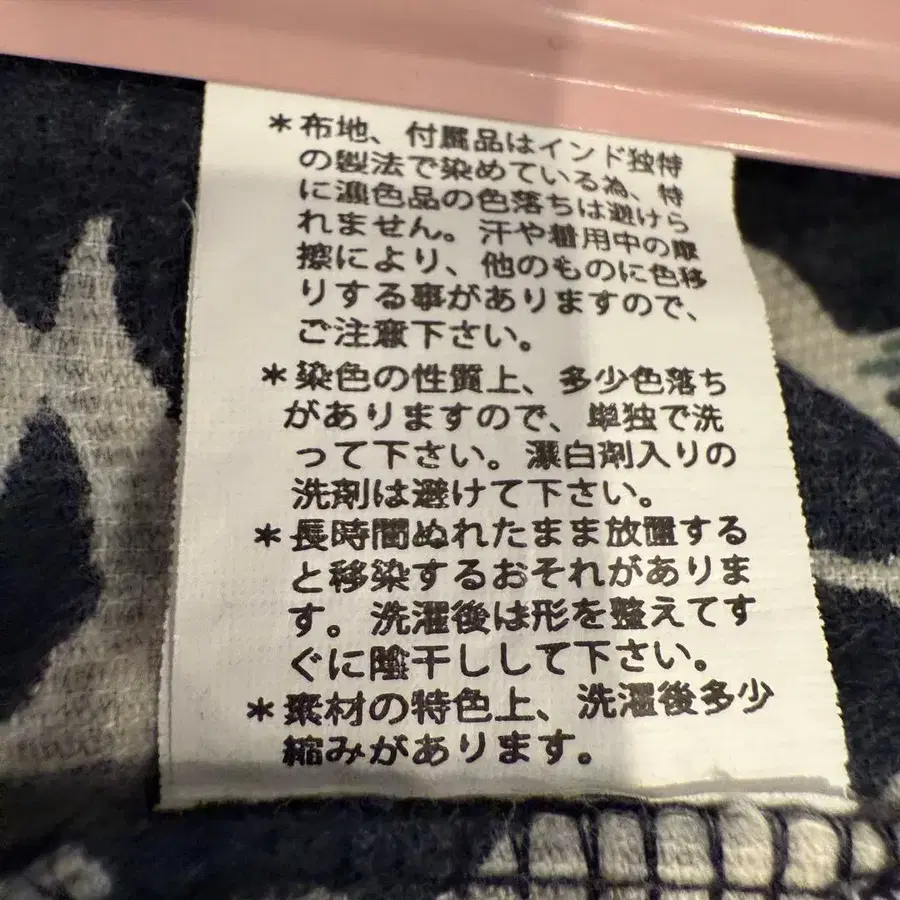 *布地、付属品はインド独特
の製法で染めている為、特
に濃色品の色落ちは避けら
れません。汗や着用中の摩
擦により、他のものに色移
りする事がありますので、
ご注意下さい。
*染色の性質上、多少色落ち
がありますので、単独で洗
って下さい。漂白剤入りの
洗剤は避けて下さい。
*長時間ぬれたまま放置する
と移染するおそれがありま
す。洗濯後は形を整えてす
ぐに陰干しして下さい。
*素材の特色上、洗濯後多少
縮みがあります。